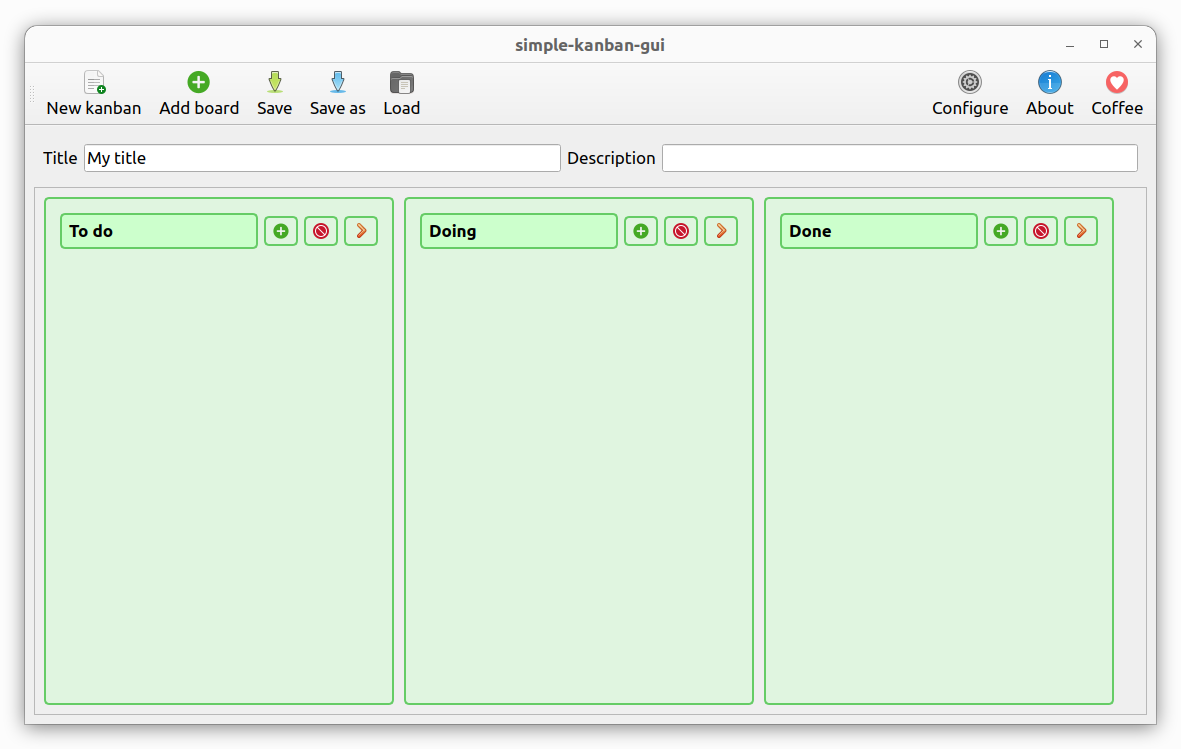 simple-kanban-gui
New kanban Add board Save Save as Load Configure About Coffee
Title My title Description
To do Doing Done